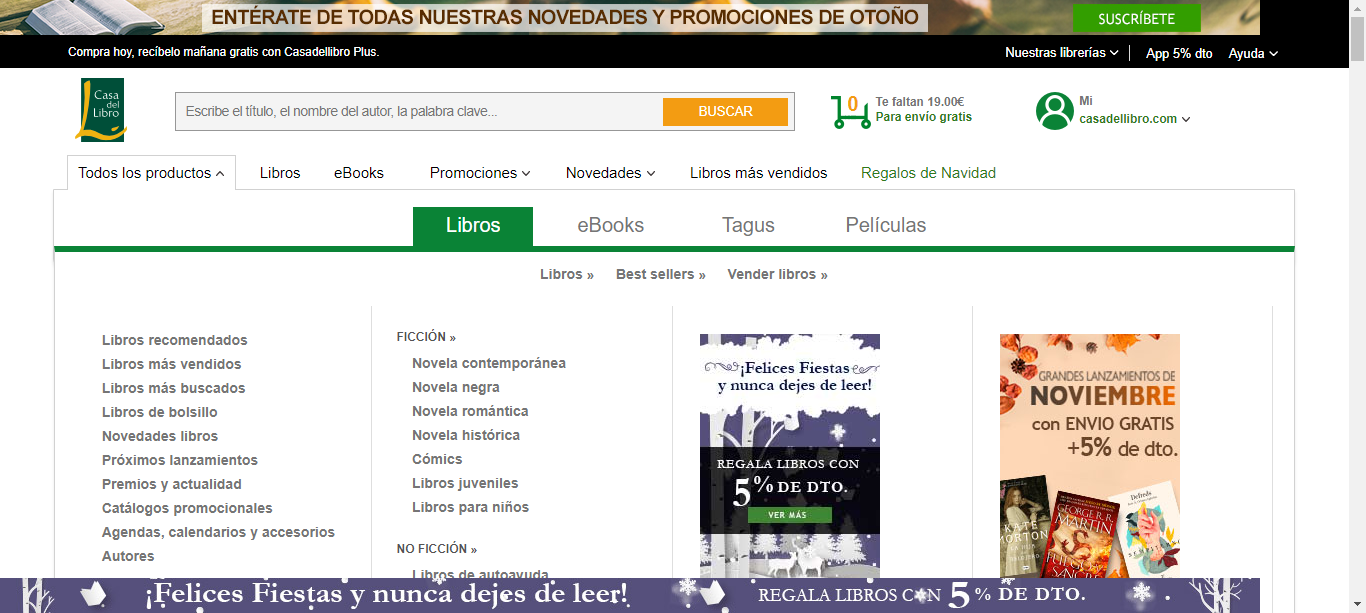 ENTÉRATE DE TODAS NUESTRAS NOVEDADES Y PROMOCIONES DE OTOÑO
SUSCRÍBETE
Compra hoy, recíbelo mañana gratis con Casadellibro Plus.
Nuestras librerías
App 5% dto
Ayuda
Casa
del
Libro
Escribe el título, el nombre del autor, la palabra clave...
BUSCAR
0
Te faltan 19.00€
Para envío gratis
Mi
casadellibro.com
Todos los productos
Libros
eBooks
Promociones
Novedades
Libros más vendidos
Regalos de Navidad
Libros
eBooks
Tagus
Películas
Libros »
Best sellers »
Vender libros »
Libros recomendados
Libros más vendidos
Libros más buscados
Libros de bolsillo
Novedades libros
Próximos lanzamientos
Premios y actualidad
Catálogos promocionales
Agendas, calendarios y accesorios
Autores
FICCIÓN »
Novela contemporánea
Novela negra
Novela romántica
Novela histórica
Cómics
Libros juveniles
Libros para niños
NO FICCIÓN »
Libros de autoayuda
¡Felices Fiestas
y nunca dejes de leer!
REGALA LIBROS CON
5% DE DTO.
VER MÁS
GRANDES LANZAMIENTOS DE
NOVIEMBRE
con ENVIO GRATIS
+5% de dto.
KATE
MORTON
GEORGE R. R.
MARTIN
SANGRE
Defreds
¡Felices Fiestas y nunca dejes de leer!
REGALA LIBROS CON 5% DE DTO.